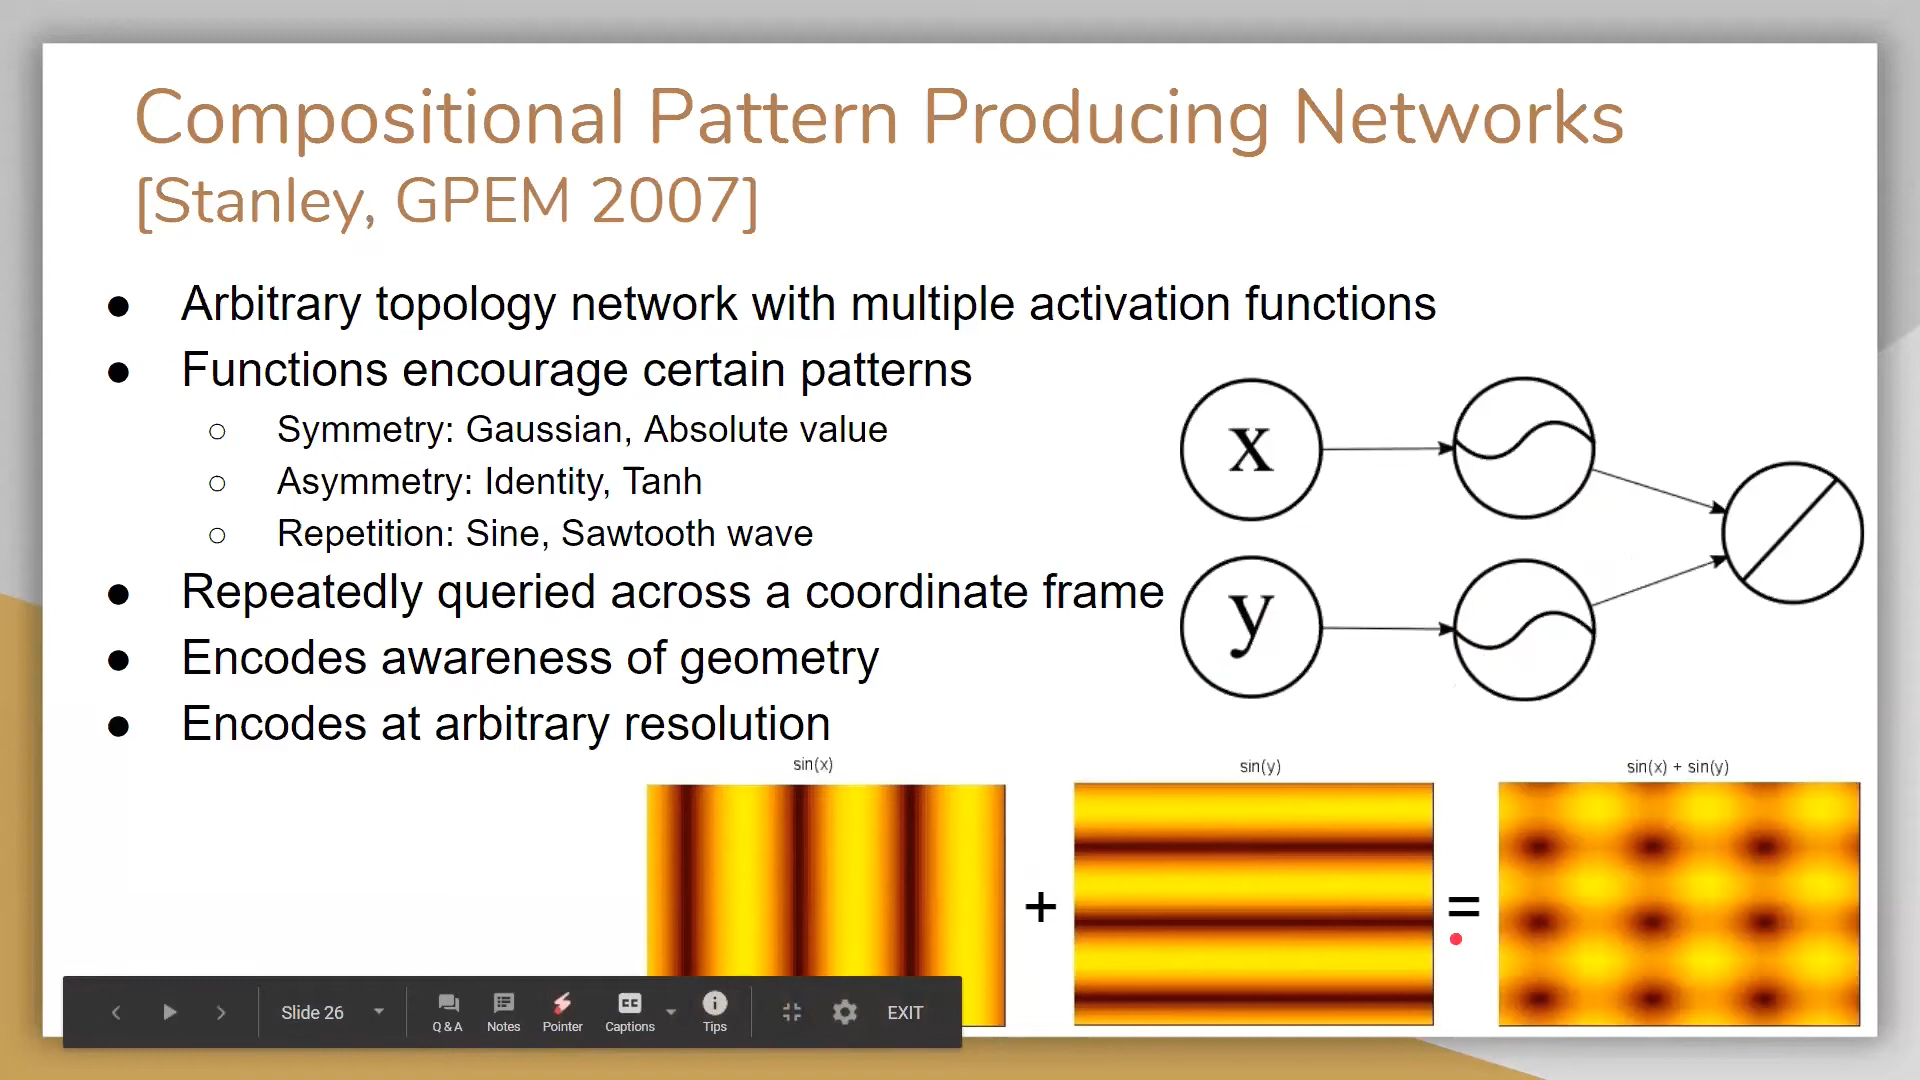 Compositional Pattern Producing Networks
[Stanley, GPEM 2007]
● Arbitrary topology network with multiple activation functions
● Functions encourage certain patterns
○ Symmetry: Gaussian, Absolute value
○ Asymmetry: Identity, Tanh
○ Repetition: Sine, Sawtooth wave
● Repeatedly queried across a coordinate frame
● Encodes awareness of geometry
● Encodes at arbitrary resolution
x
y
sin(x)
sin(y)
sin(x) + sin(y)
+
=
Slide 26
Q & A
Notes
Pointer
CC
Captions
Tips
EXIT